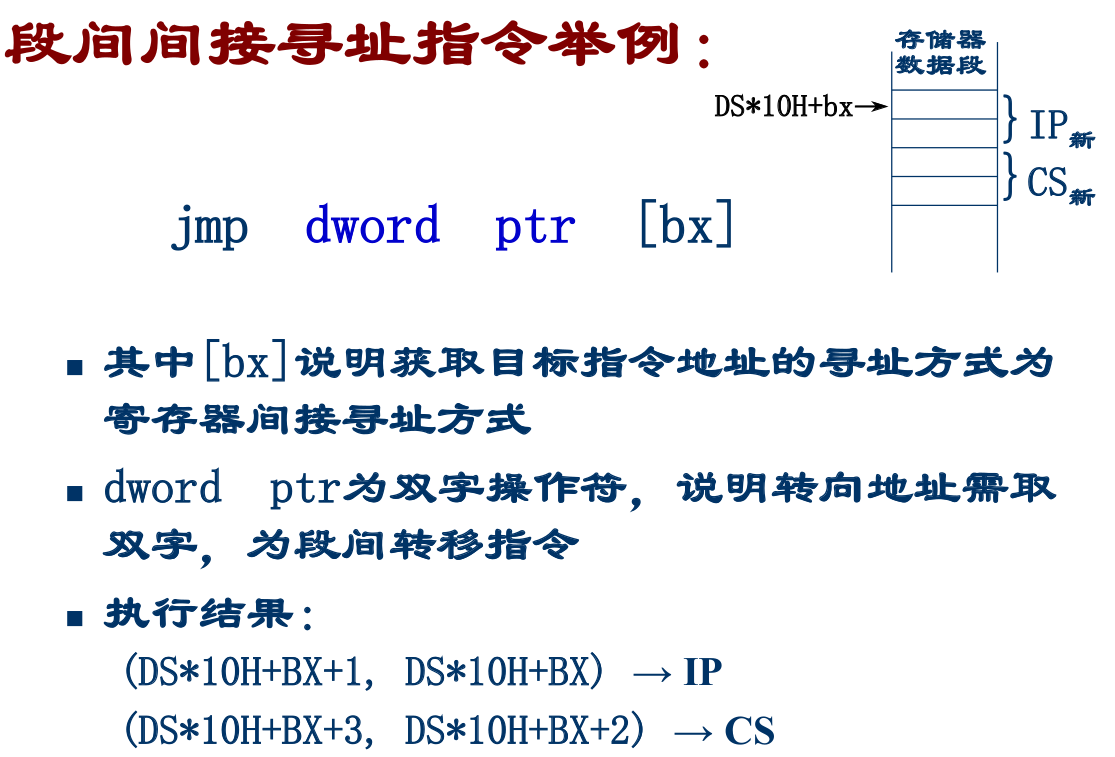 段间间接寻址指令举例：
存储器
数据段
DS*10H+bx→
IP新
CS新
jmp dword ptr [bx]
■ 其中[bx]说明获取目标指令地址的寻址方式为
寄存器间接寻址方式
■ dword ptr为双字操作符，说明转向地址需取
双字，为段间转移指令
■ 执行结果：
(DS*10H+BX+1, DS*10H+BX) → IP
(DS*10H+BX+3, DS*10H+BX+2) → CS